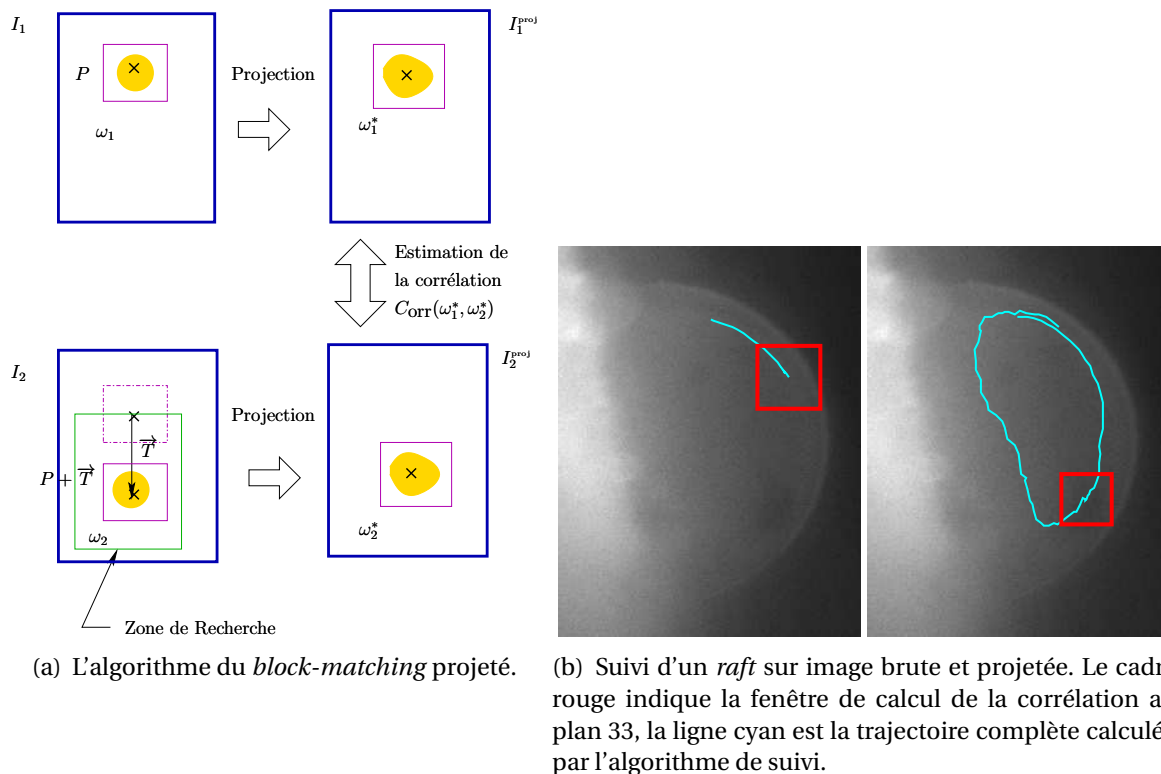 I₁
P
ω₁
Projection
I₁ᵖʳᵒʲ
ω₁*
Estimation de
la corrélation
C_orr(ω₁*, ω₂*)
I₂
T⃗
P + T⃗
ω₂
Zone de Recherche
Projection
I₂ᵖʳᵒʲ
ω₂*
(a) L'algorithme du block-matching projeté.
(b) Suivi d'un raft sur image brute et projetée. Le cadr
rouge indique la fenêtre de calcul de la corrélation a
plan 33, la ligne cyan est la trajectoire complète calculé
par l'algorithme de suivi.